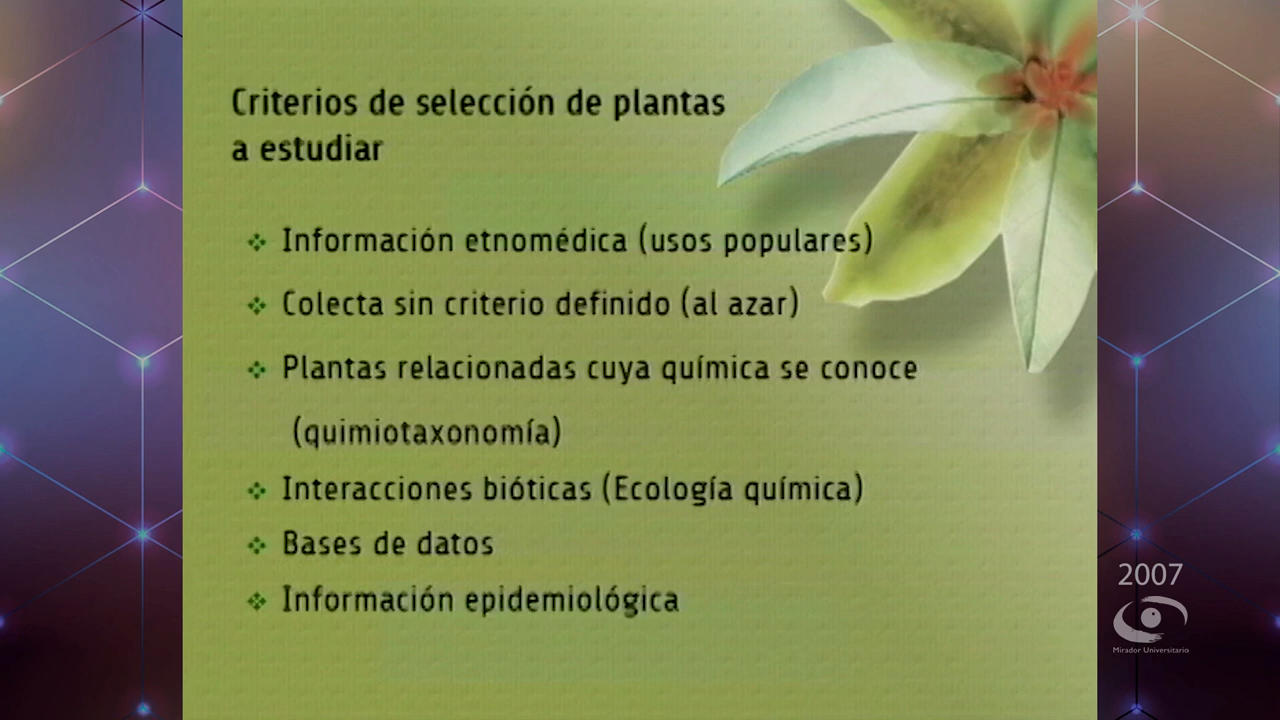 Criterios de selección de plantas
a estudiar
Información etnomédica (usos populares)
Colecta sin criterio definido (al azar)
Plantas relacionadas cuya química se conoce
(quimiotaxonomía)
Interacciones bióticas (Ecología química)
Bases de datos
Información epidemiológica
2007
Mirador Universitario